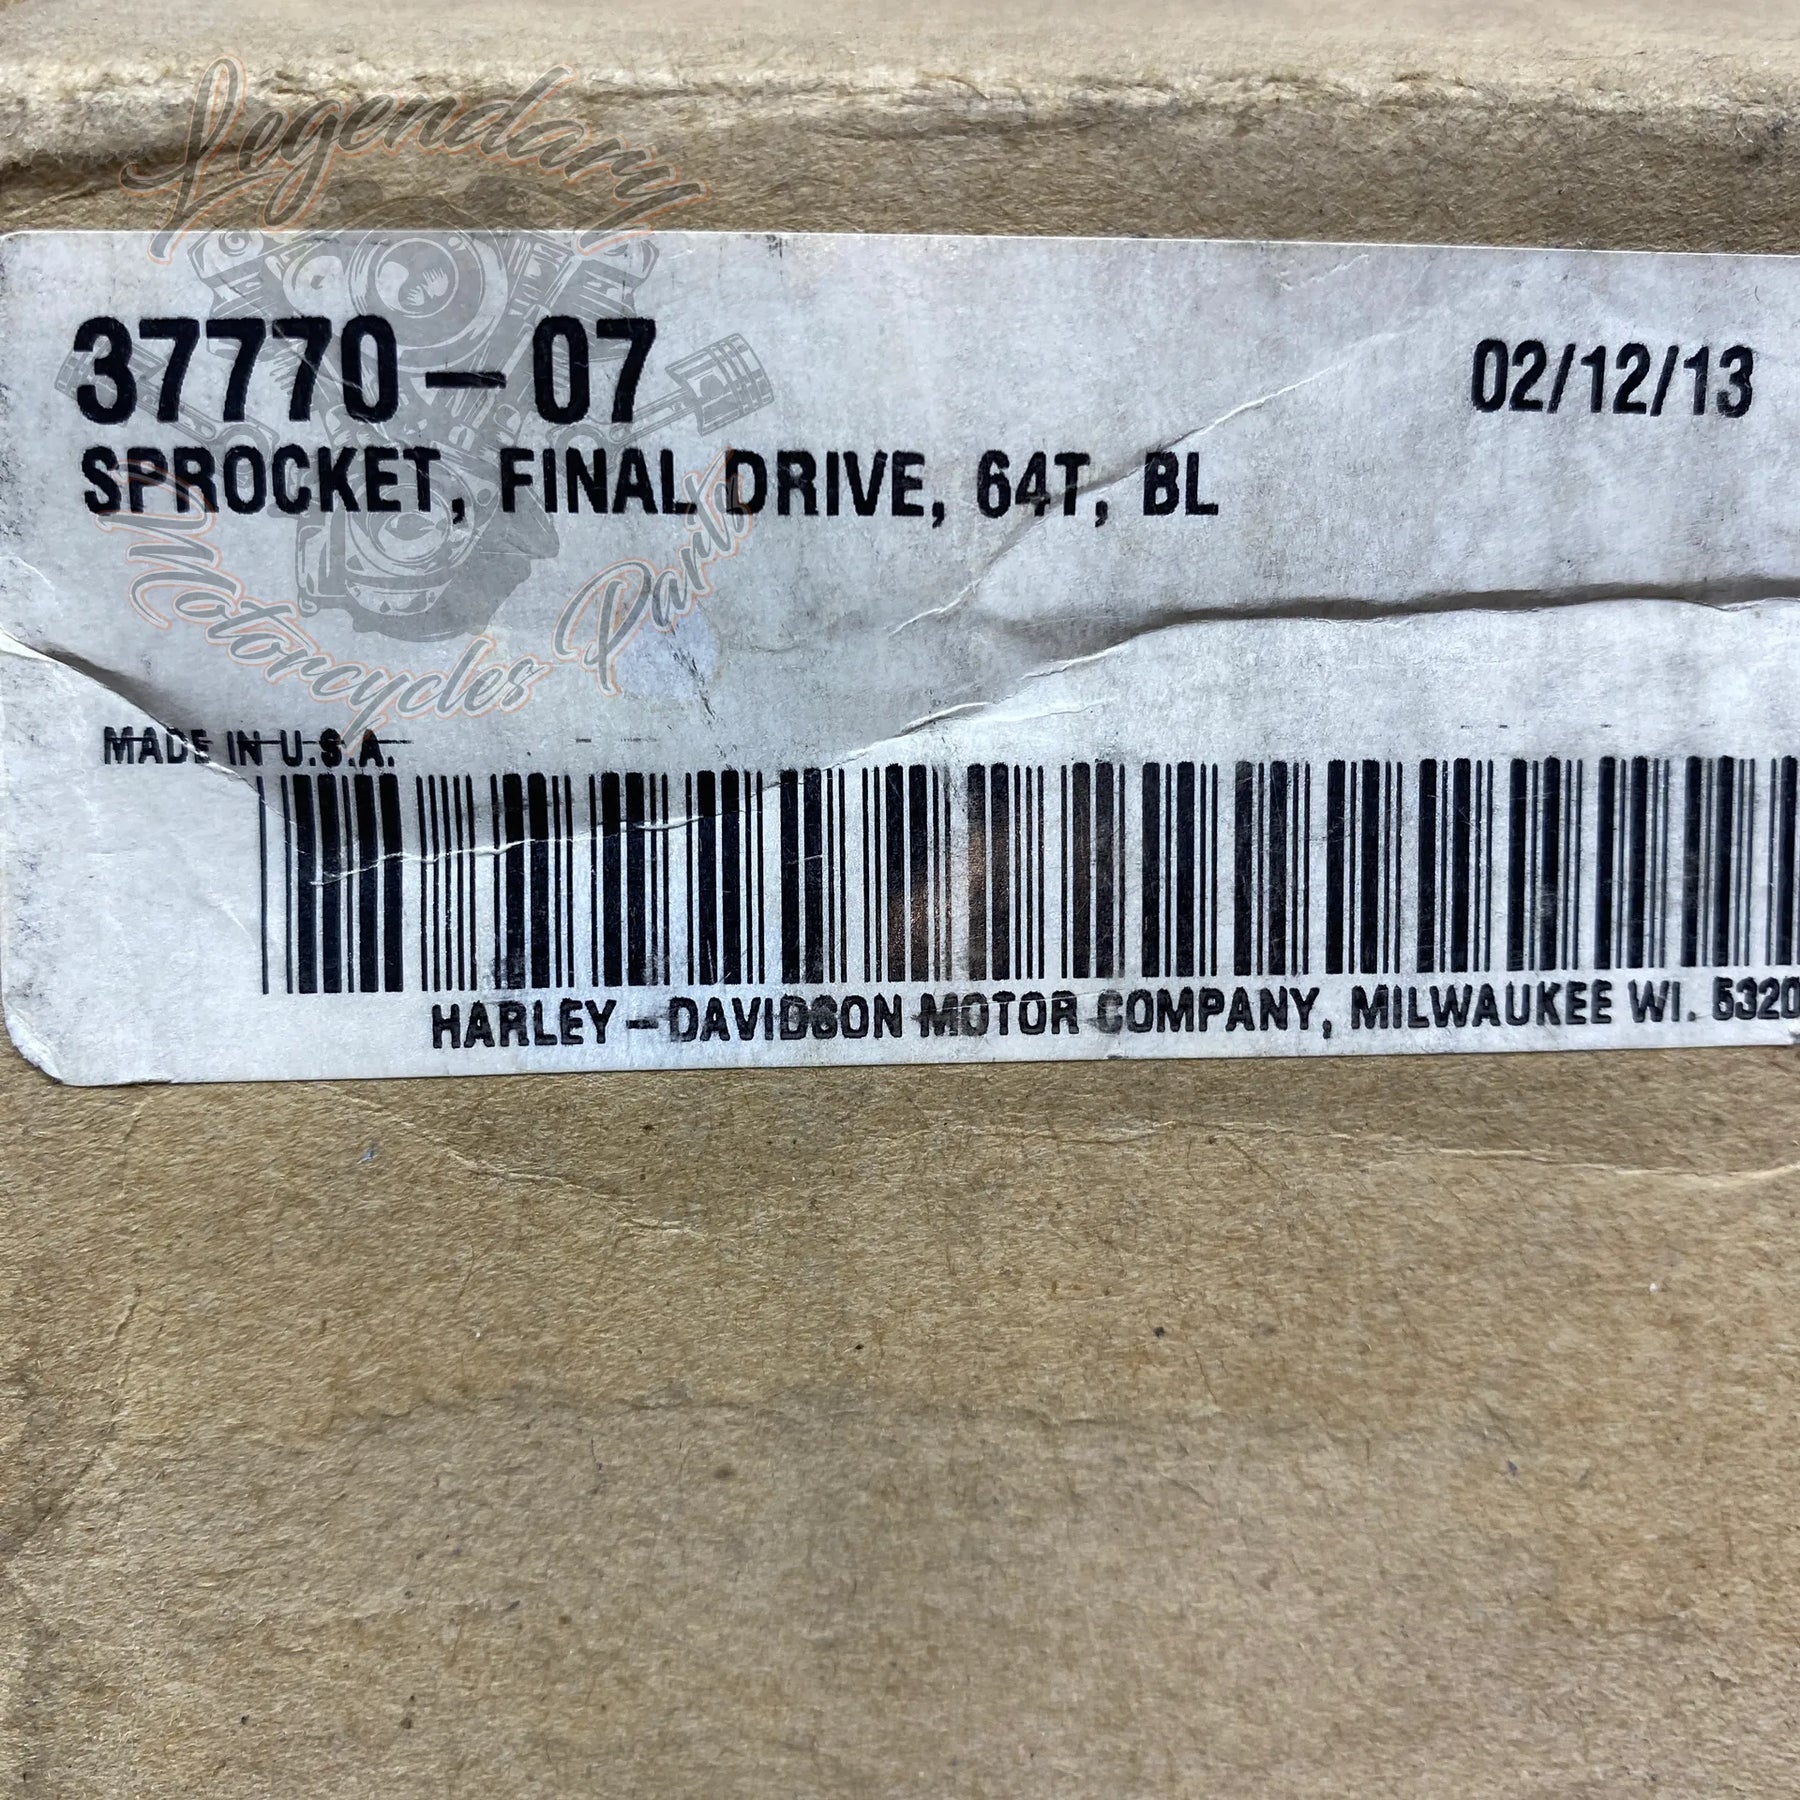 Legendary
37770-07
02/12/13
SPROCKET, FINAL DRIVE, 64T, BL
Motorcycles Parts
MADE IN U.S.A.
HARLEY-DAVIDSON MOTOR COMPANY, MILWAUKEE WI. 5320